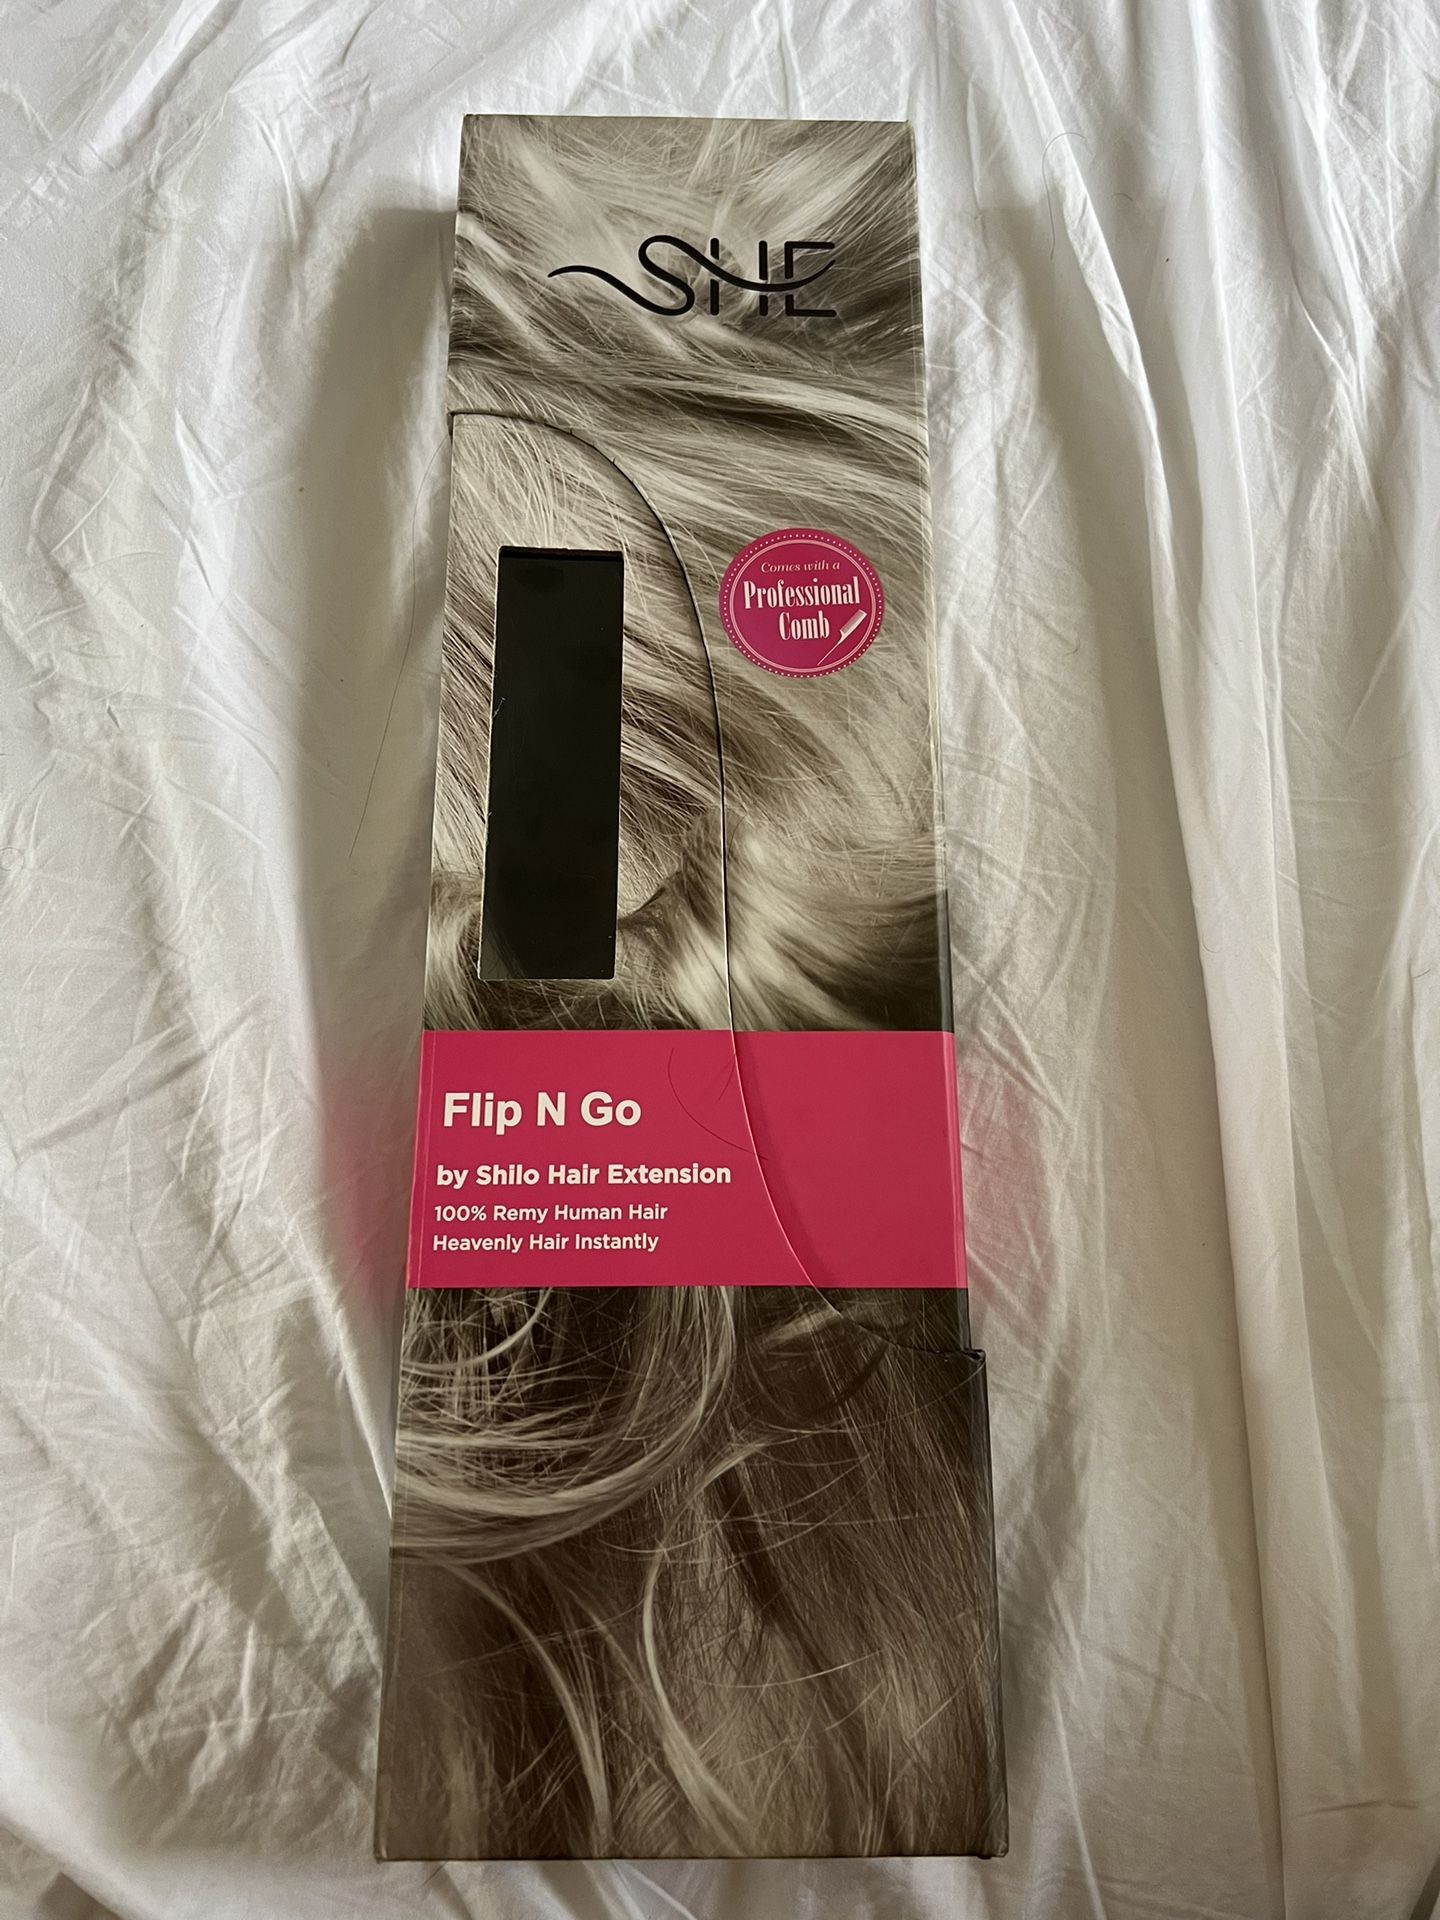 SHE
Comes with a
Professional
Comb
Flip N Go
by Shilo Hair Extension
100% Remy Human Hair
Heavenly Hair Instantly